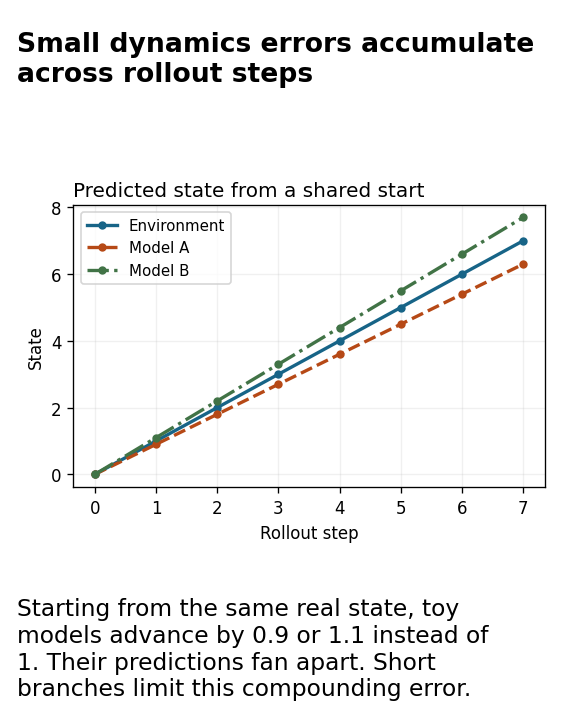 Small dynamics errors accumulate
across rollout steps
Predicted state from a shared start
Environment
Model A
Model B
8
6
4
2
0
State
0 1 2 3 4 5 6 7
Rollout step
Starting from the same real state, toy
models advance by 0.9 or 1.1 instead of
1. Their predictions fan apart. Short
branches limit this compounding error.